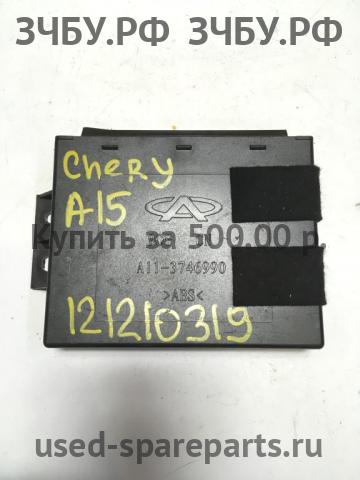 ЗЧБУ.РФ ЗЧБУ.РФ
Chery
A15
Купить за 500.00 р.
A11-3746990
>ABS<
121210319
used-spareparts.ru